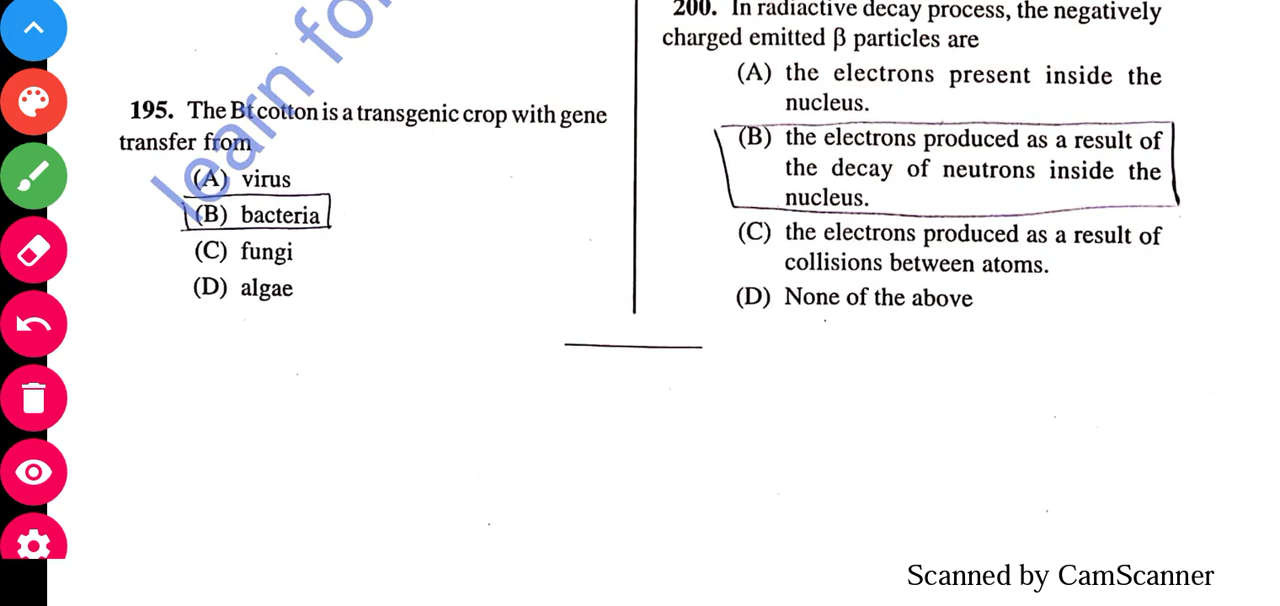 learn fo
195. The Bt cotton is a transgenic crop with gene
transfer from
(A) virus
(B) bacteria
(C) fungi
(D) algae
200. In radiactive decay process, the negatively
charged emitted β particles are
(A) the electrons present inside the
nucleus.
(B) the electrons produced as a result of
the decay of neutrons inside the
nucleus.
(C) the electrons produced as a result of
collisions between atoms.
(D) None of the above
Scanned by CamScanner